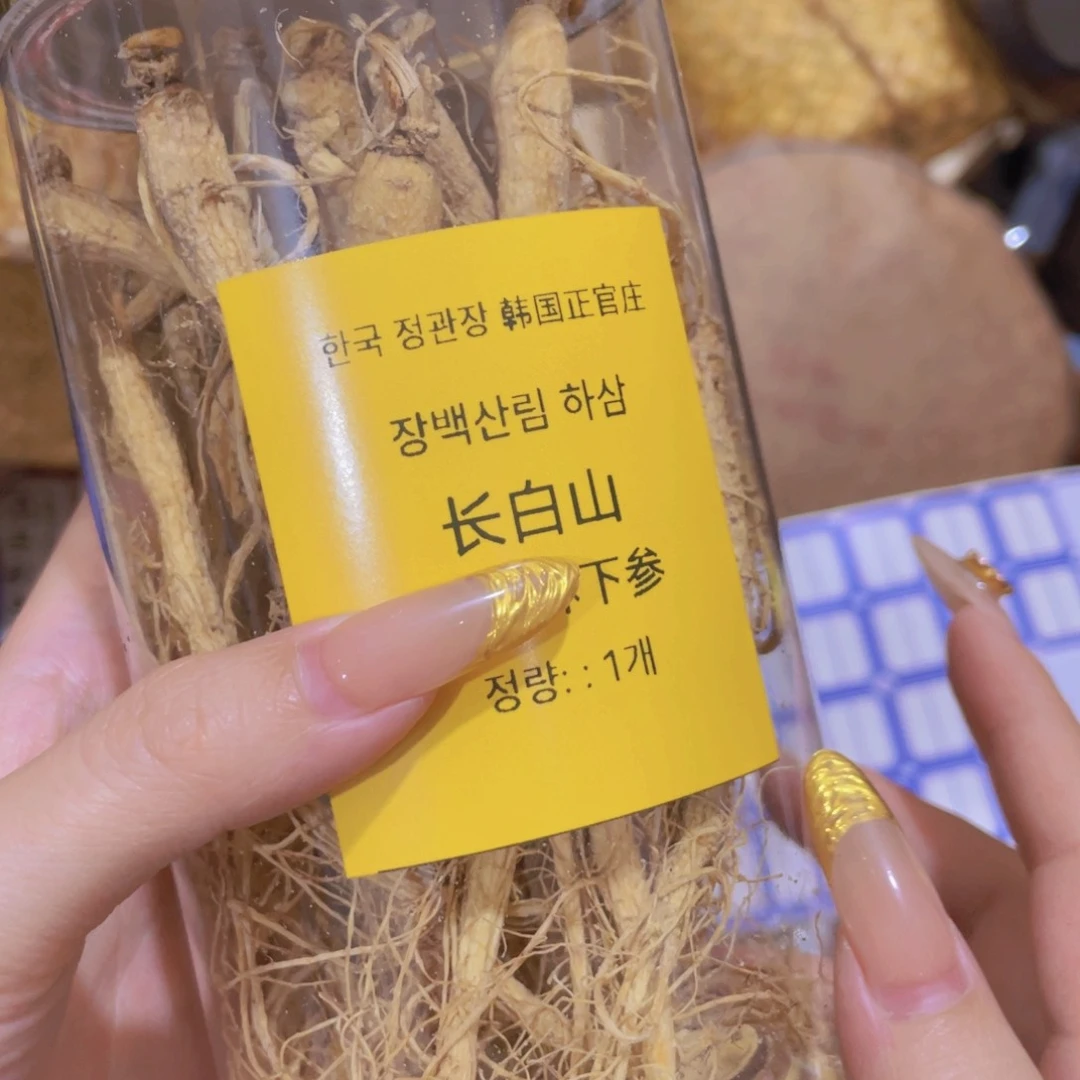 한국 정관장 韩国正官庄
장백산림 하삼
长白山
下参
정량: : 1개